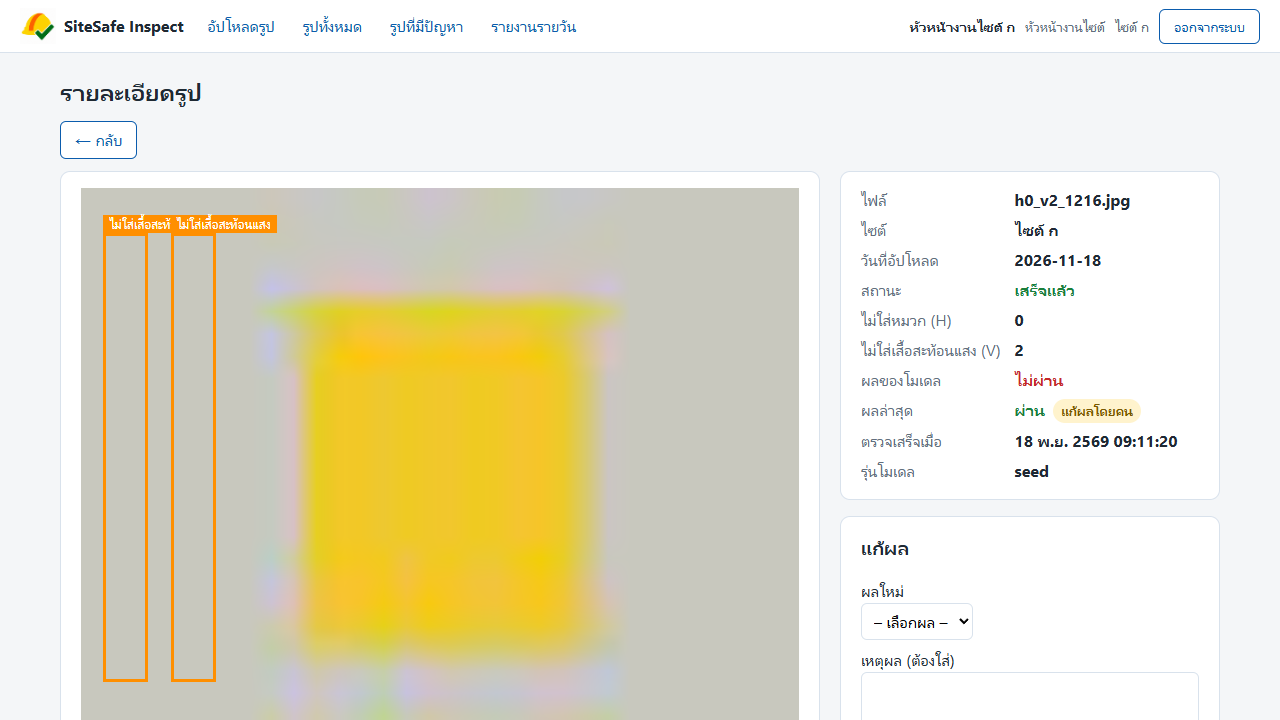 SiteSafe Inspect อัปโหลดรูป รูปทั้งหมด รูปที่มีปัญหา รายงานรายวัน หัวหน้างานไซต์ ก หัวหน้างานไซต์ ไซต์ ก ออกจากระบบ
รายละเอียดรูป
← กลับ
ไม่ใส่เสื้อสะท้ ไม่ใส่เสื้อสะท้อนแสง
ไฟล์ h0_v2_1216.jpg
ไซต์ ไซต์ ก
วันที่อัปโหลด 2026-11-18
สถานะ เสร็จแล้ว
ไม่ใส่หมวก (H) 0
ไม่ใส่เสื้อสะท้อนแสง (V) 2
ผลของโมเดล ไม่ผ่าน
ผลล่าสุด ผ่าน แก้ผลโดยคน
ตรวจเสร็จเมื่อ 18 พ.ย. 2569 09:11:20
รุ่นโมเดล seed
แก้ผล
ผลใหม่
– เลือกผล –
เหตุผล (ต้องใส่)